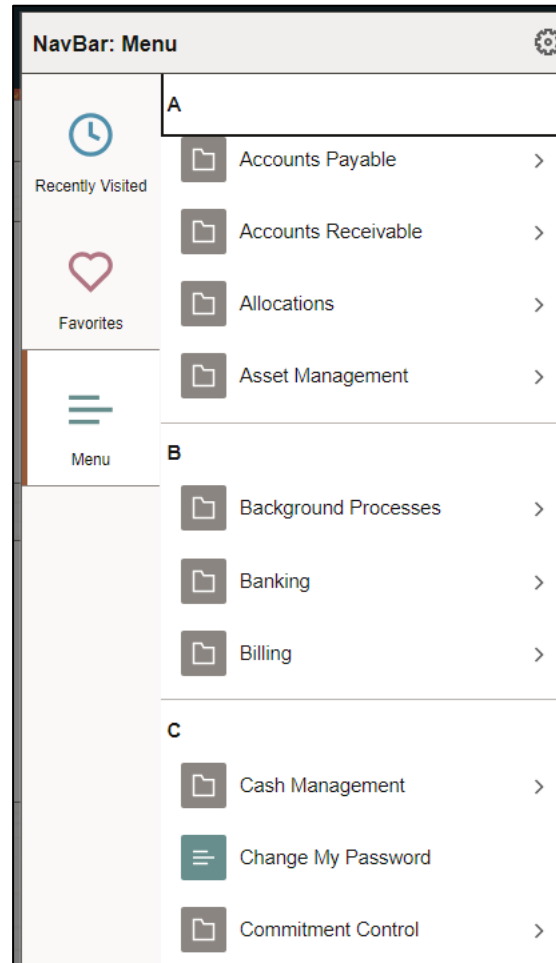 NavBar: Menu
Recently Visited
Favorites
Menu
A
Accounts Payable
Accounts Receivable
Allocations
Asset Management
B
Background Processes
Banking
Billing
C
Cash Management
Change My Password
Commitment Control